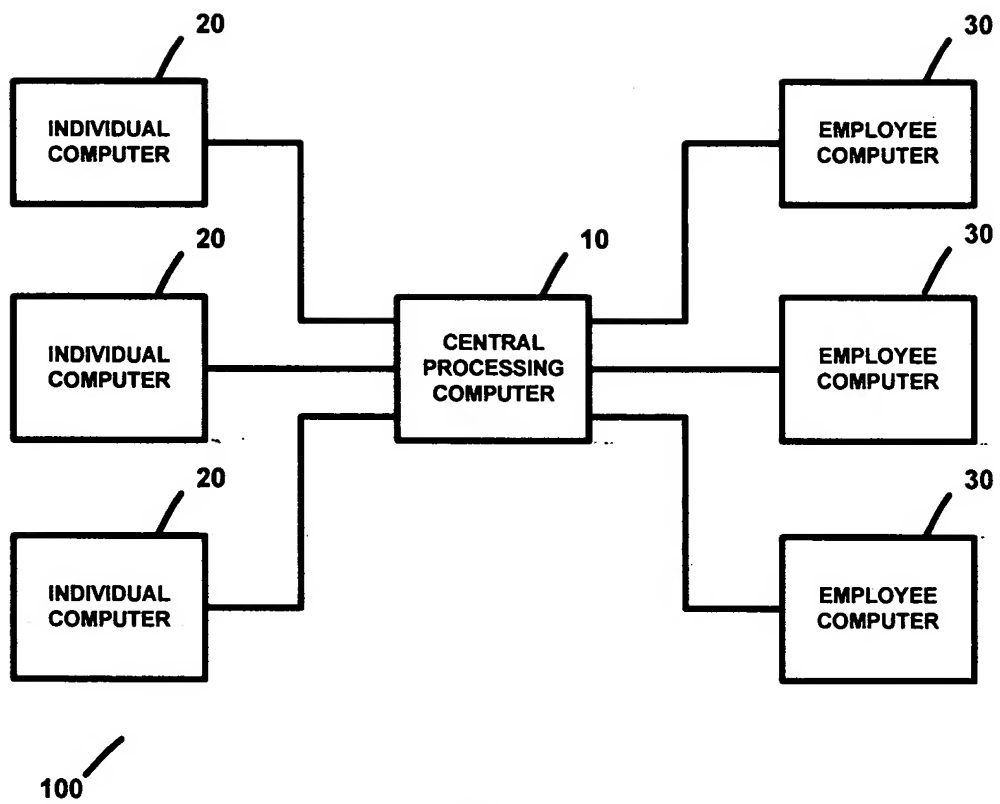 20
INDIVIDUAL
COMPUTER
30
EMPLOYEE
COMPUTER
20
INDIVIDUAL
COMPUTER
10
CENTRAL
PROCESSING
COMPUTER
30
EMPLOYEE
COMPUTER
20
INDIVIDUAL
COMPUTER
30
EMPLOYEE
COMPUTER
100